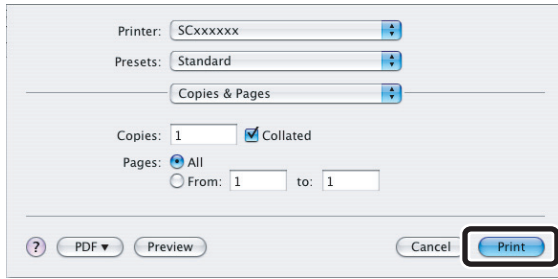 Printer: SCxxxxxx
Presets: Standard
Copies & Pages
Copies: 1 Collated
Pages: All
From: 1 to: 1
? PDF ▼ Preview Cancel Print